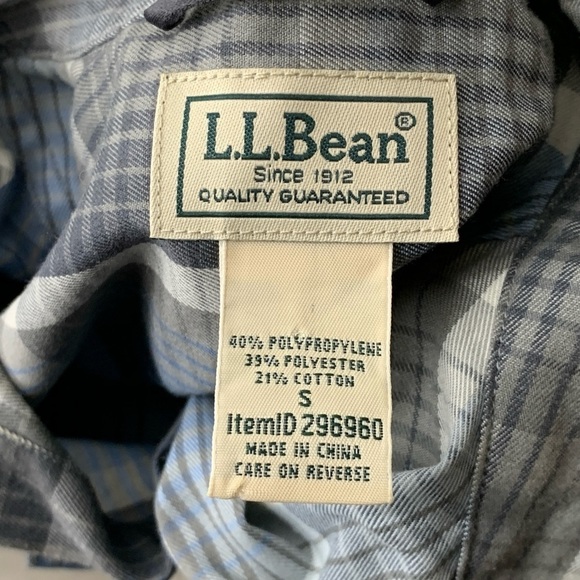 L.L.Bean®
Since 1912
QUALITY GUARANTEED
40% POLYPROPYLENE
39% POLYESTER
21% COTTON
S
ItemID 296960
MADE IN CHINA
CARE ON REVERSE